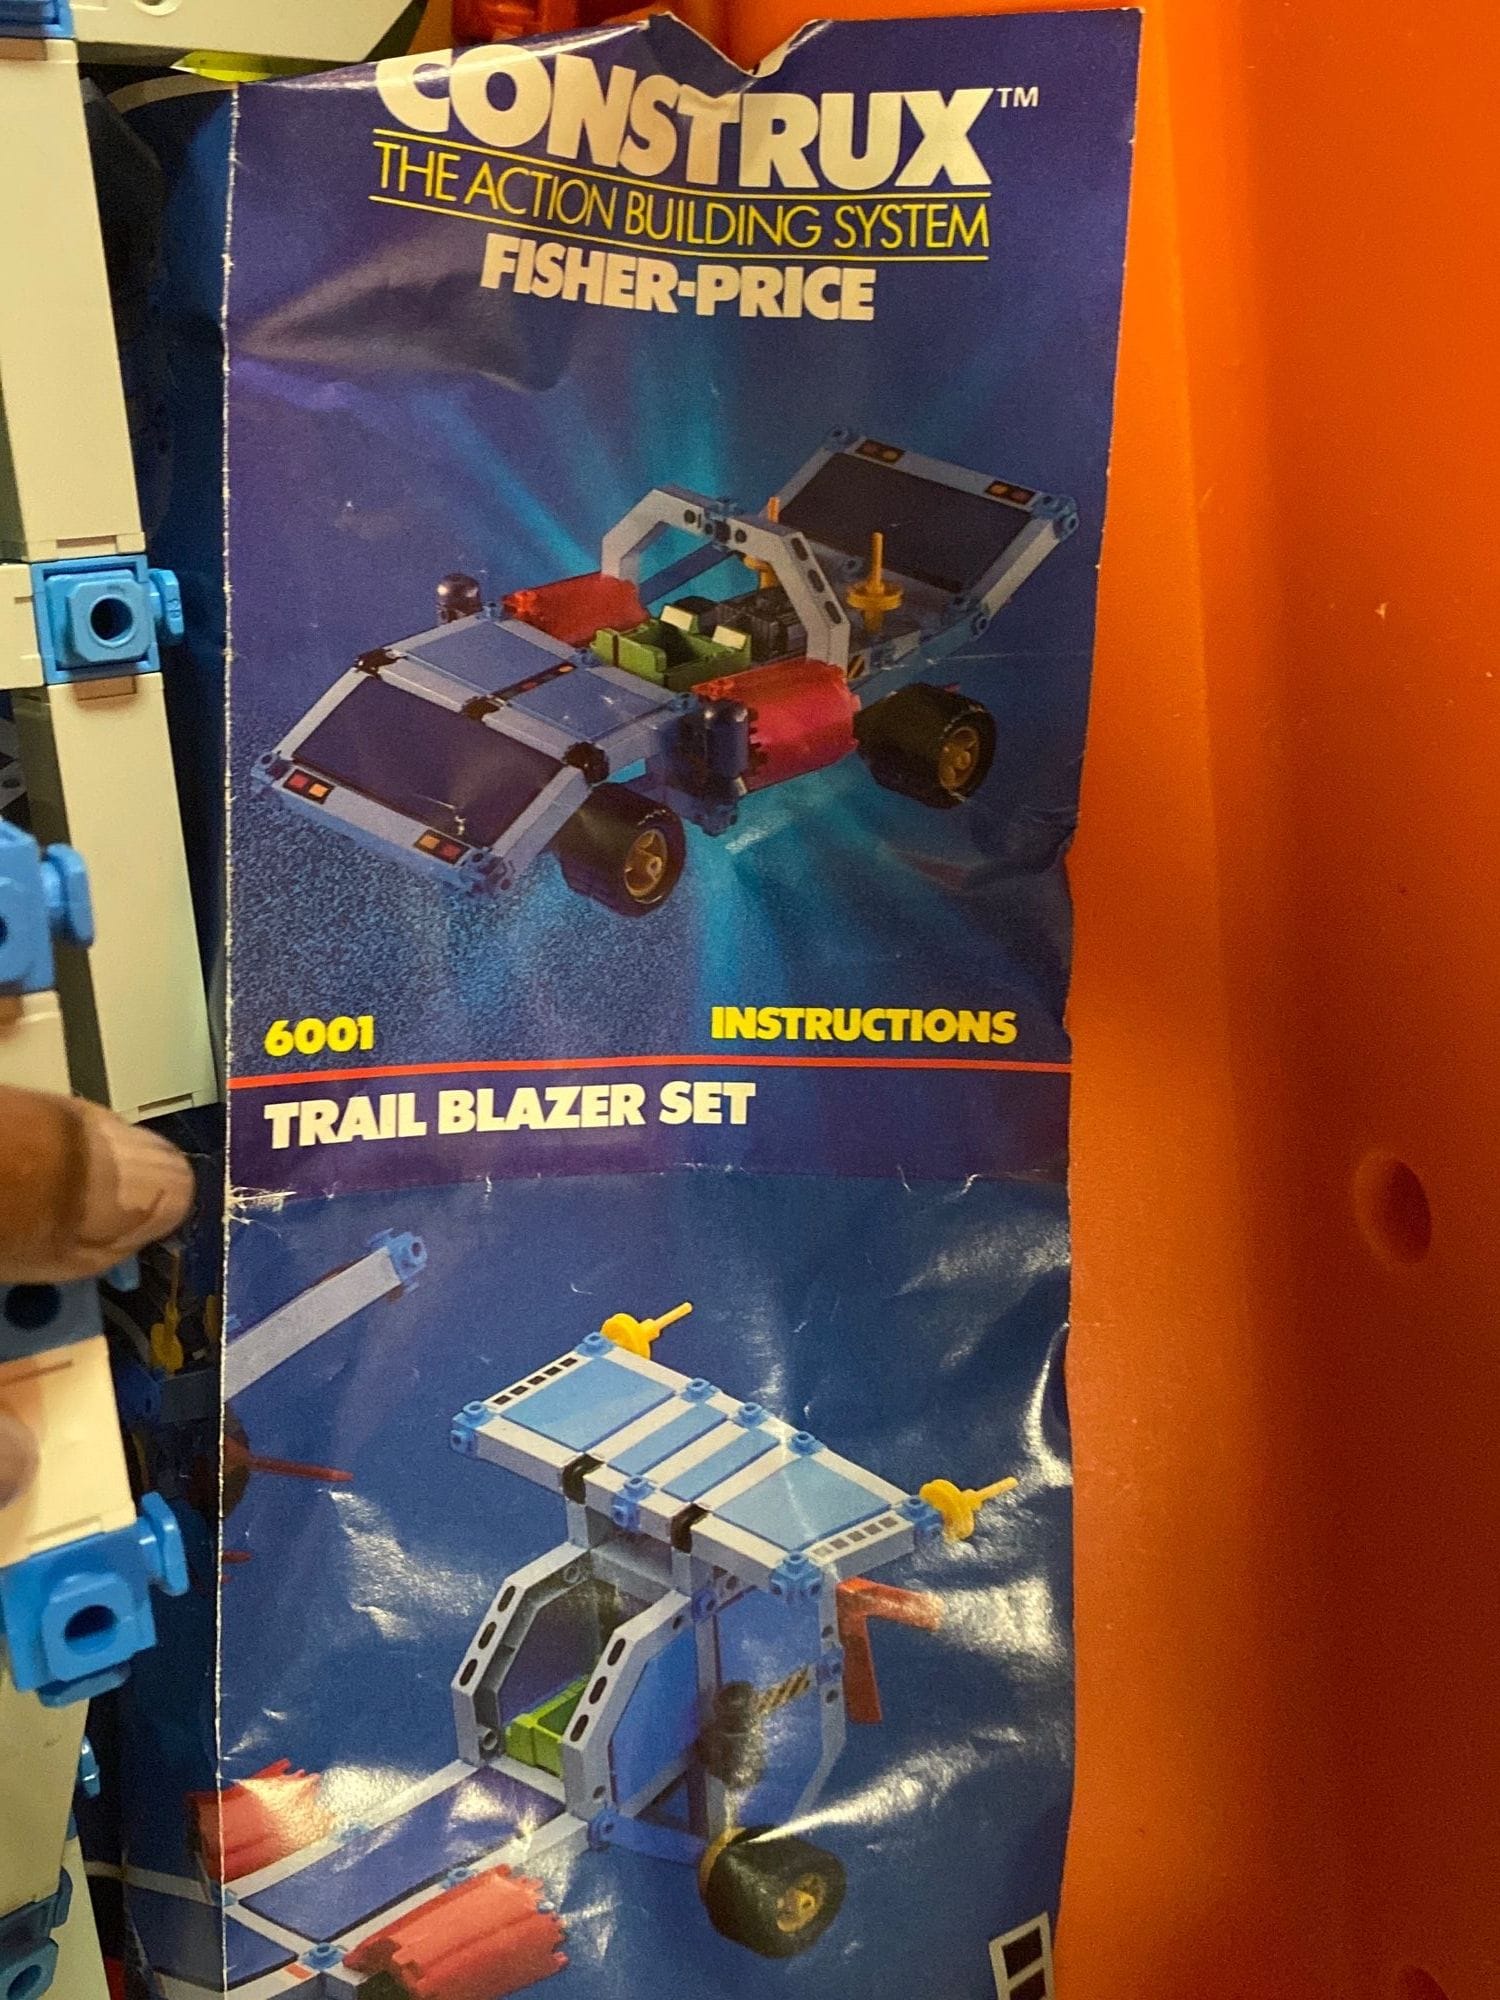 CONSTRUX™
THE ACTION BUILDING SYSTEM
FISHER-PRICE
6001
INSTRUCTIONS
TRAIL BLAZER SET